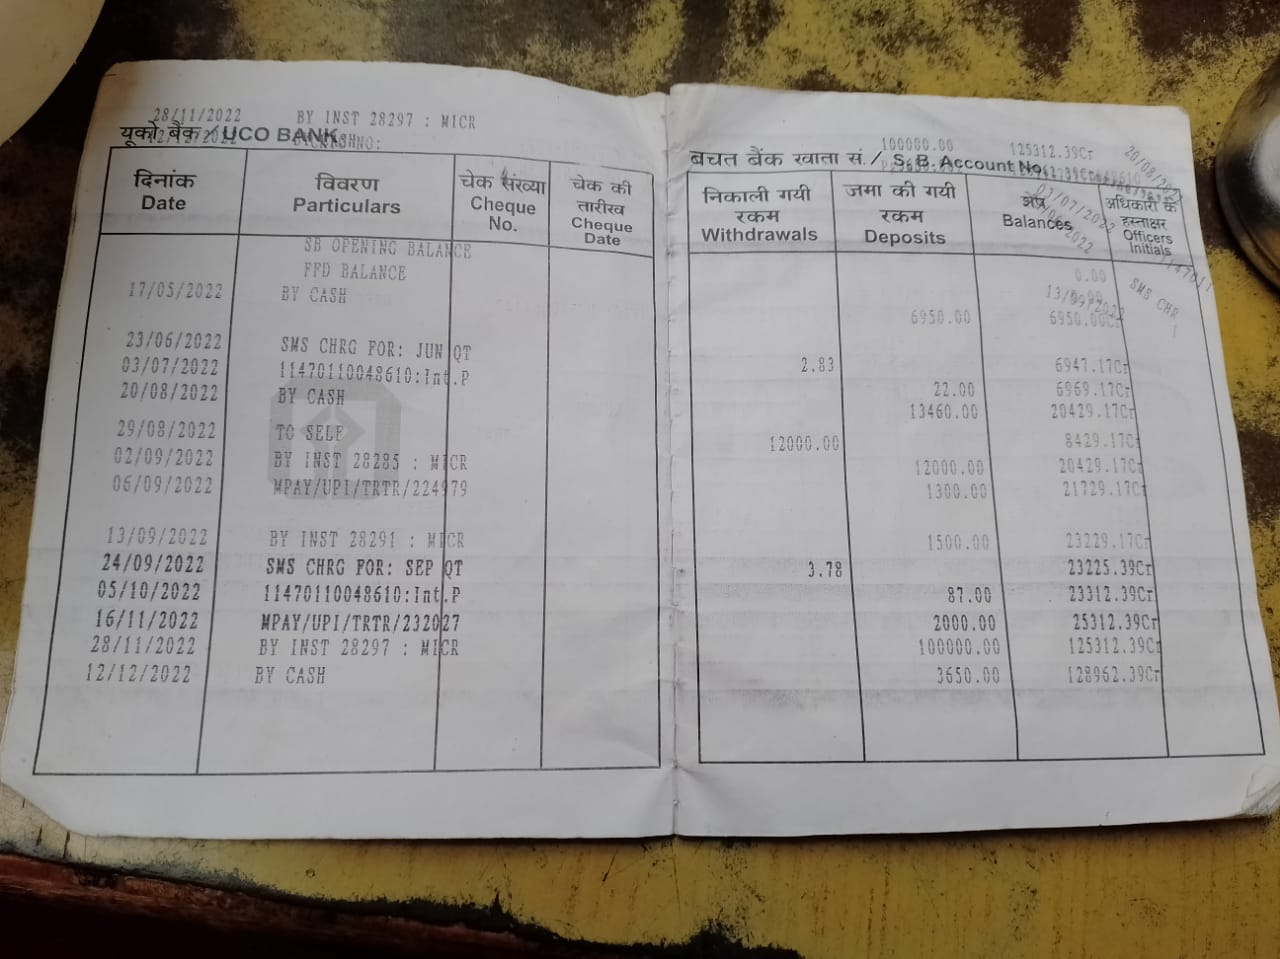 28/11/2022 BY INST 28297 : MICR 100000.00 125312.39Cr 20/08/
यूको बैंक / UCO BANK
बचत बैंक खाता सं./ S. B. Account No.
दिनांक Date विवरण Particulars चेक संख्या Cheque No. चेक की तारीख Cheque Date निकाली गयी रकम Withdrawals जमा की गयी रकम Deposits शेष Balances अधिकारी के हस्ताक्षर Officers Initials
SB OPENING BALANCE 0.00
FFD BALANCE 13/09/2022 SMS CHR
17/05/2022 BY CASH 6950.00 6950.00Cr
23/06/2022 SMS CHRG FOR: JUN QT 2.83 6947.17Cr
03/07/2022 11470110048610:Int.P 22.00 6969.17Cr
20/08/2022 BY CASH 13460.00 20429.17Cr
29/08/2022 TO SELF 12000.00 8429.17Cr
02/09/2022 BY INST 28285 : MICR 12000.00 20429.17Cr
06/09/2022 MPAY/UPI/TRTR/224979 1300.00 21729.17Cr
13/09/2022 BY INST 28291 : MICR 1500.00 23229.17Cr
24/09/2022 SMS CHRG FOR: SEP QT 3.78 23225.39Cr
05/10/2022 11470110048610:Int.P 87.00 23312.39Cr
16/11/2022 MPAY/UPI/TRTR/232027 2000.00 25312.39Cr
28/11/2022 BY INST 28297 : MICR 100000.00 125312.39Cr
12/12/2022 BY CASH 3650.00 128962.39Cr